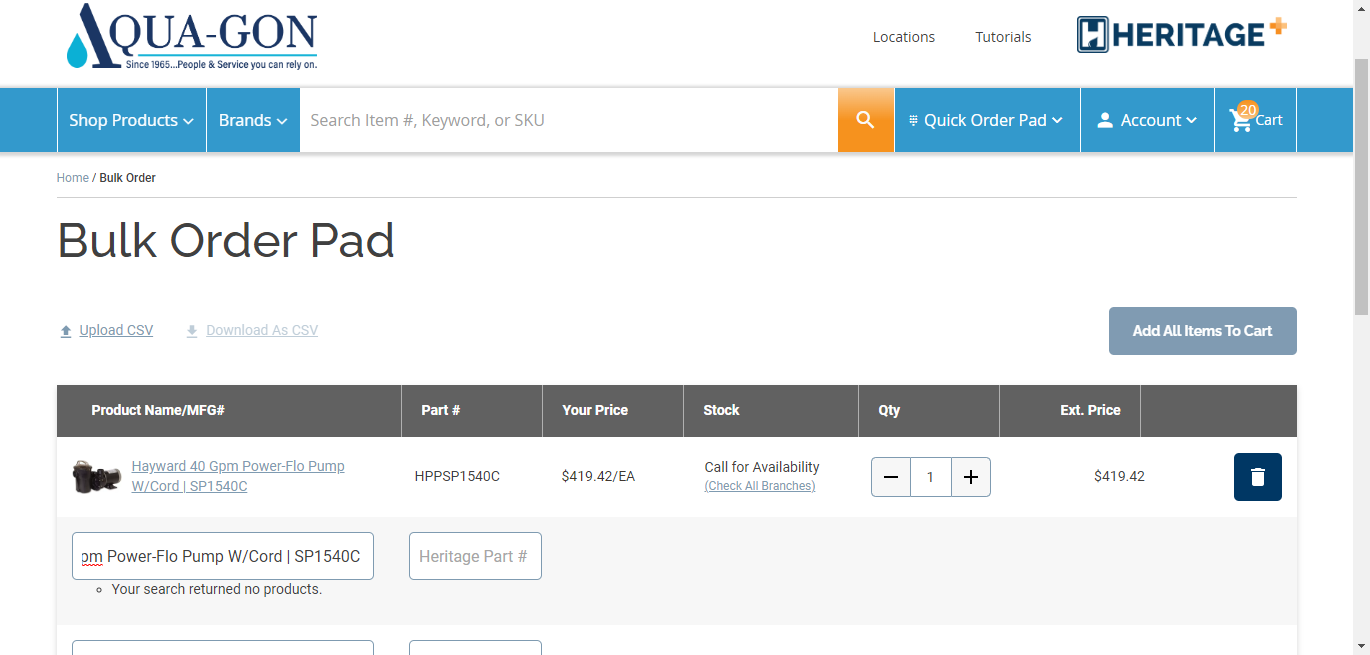 AQUA-GON
Since 1965...People & Service you can rely on.
Locations
Tutorials
HERITAGE+
Shop Products
Brands
Search Item #, Keyword, or SKU
Quick Order Pad
Account
20
Cart
Home / Bulk Order
Bulk Order Pad
Upload CSV
Download As CSV
Add All Items To Cart
Product Name/MFG#
Part #
Your Price
Stock
Qty
Ext. Price
Hayward 40 Gpm Power-Flo Pump
W/Cord | SP1540C
HPPSP1540C
$419.42/EA
Call for Availability
(Check All Branches)
1
$419.42
pm Power-Flo Pump W/Cord | SP1540C
Heritage Part #
Your search returned no products.